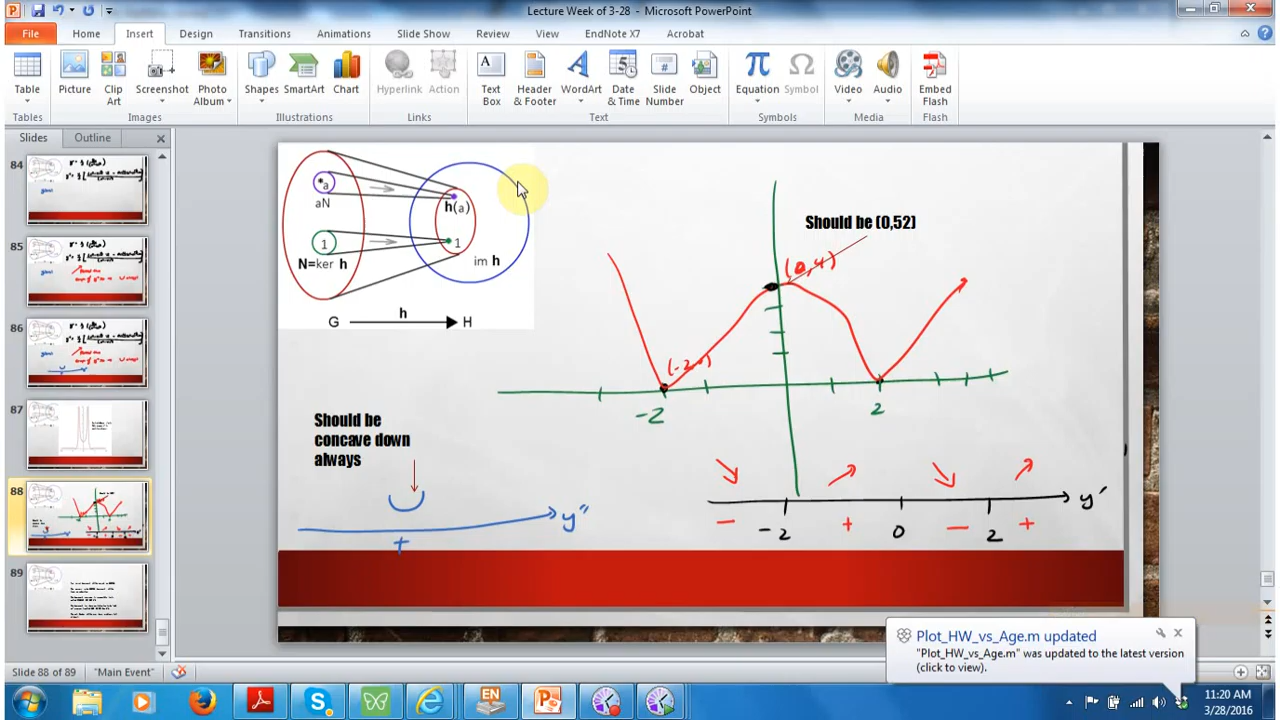 Lecture Week of 3-28 - Microsoft PowerPoint
File Home Insert Design Transitions Animations Slide Show Review View EndNote X7 Acrobat
Table
Picture
Clip Art
Screenshot
Photo Album
Shapes
SmartArt
Chart
Hyperlink
Action
Text Box
Header & Footer
WordArt
Date & Time
Slide Number
Object
Equation
Symbol
Video
Audio
Embed Flash
Tables Images Illustrations Links Text Symbols Media Flash
Slides Outline
84
85
86
87
88
89
*a
aN
1
N=ker h
h(a)
1
im h
G h H
Should be (0,52)
(0,4)
-2 2
Should be
concave down
always
y''
+
y'
- + - +
-2 0 2
Plot_HW_vs_Age.m updated
"Plot_HW_vs_Age.m" was updated to the latest version
(click to view).
Slide 88 of 89 "Main Event"
EN
11:20 AM
3/28/2016